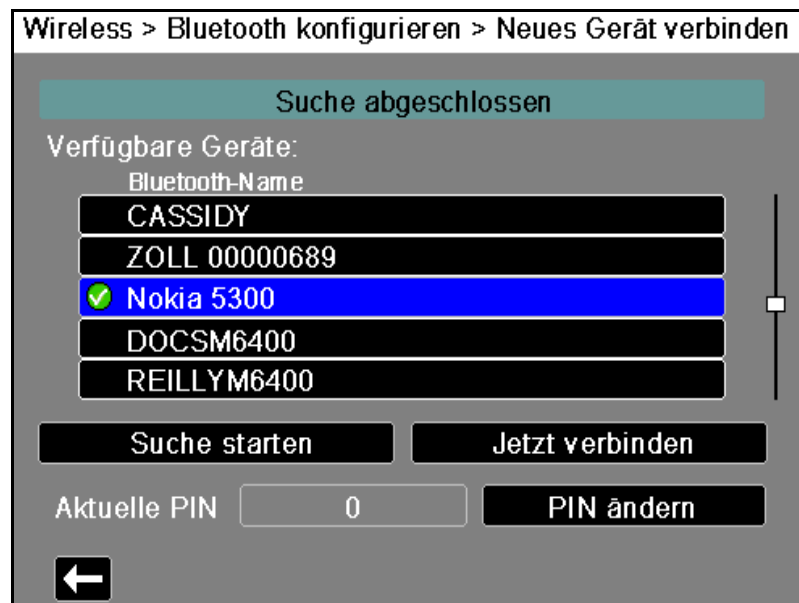 Wireless > Bluetooth konfigurieren > Neues Gerät verbinden
Suche abgeschlossen
Verfügbare Geräte:
Bluetooth-Name
CASSIDY
ZOLL 00000689
Nokia 5300
DOCSM6400
REILLYM6400
Suche starten Jetzt verbinden
Aktuelle PIN 0 PIN ändern